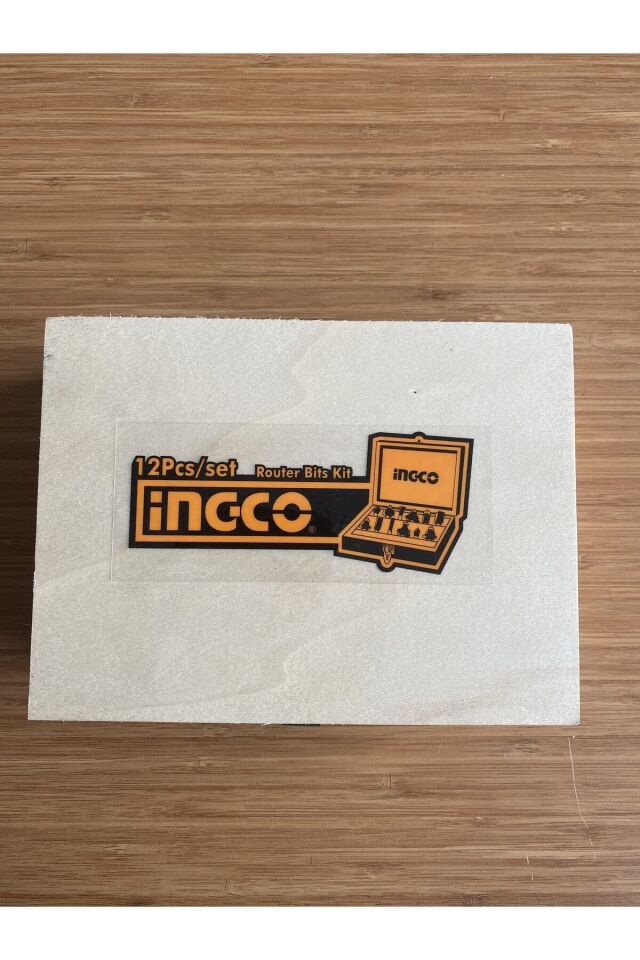 12Pcs/set Router Bits Kit
INGCO
INGCO®